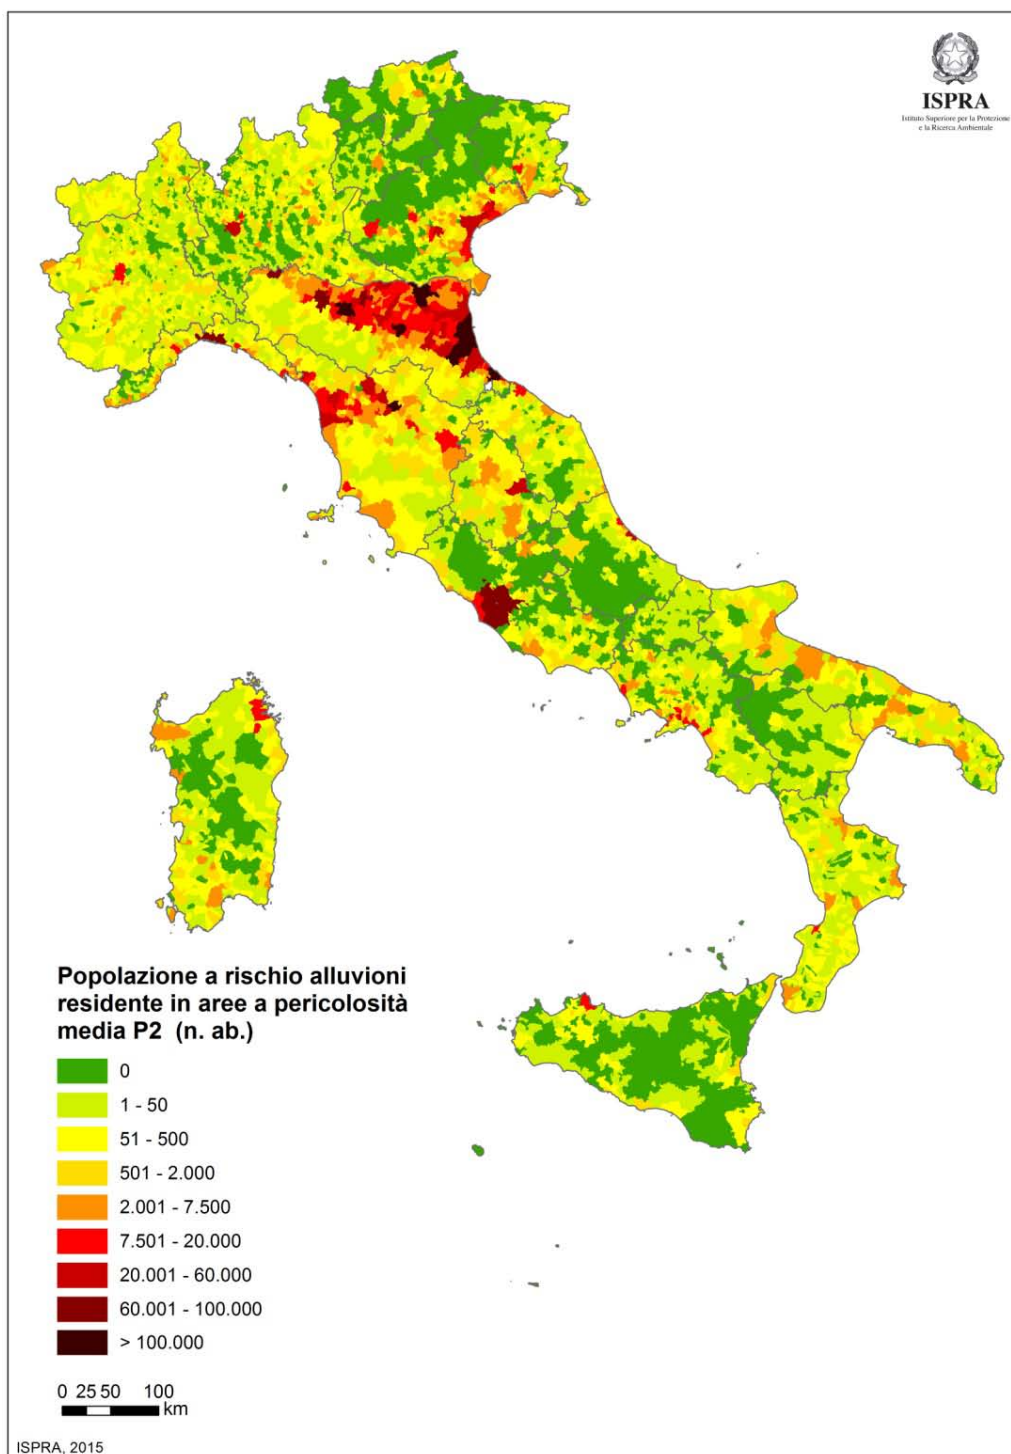 ISPRA
Istituto Superiore per la Protezione
e la Ricerca Ambientale
Popolazione a rischio alluvioni
residente in aree a pericolosità
media P2 (n. ab.)
0
1 - 50
51 - 500
501 - 2.000
2.001 - 7.500
7.501 - 20.000
20.001 - 60.000
60.001 - 100.000
> 100.000
0 25 50 100
km
ISPRA, 2015